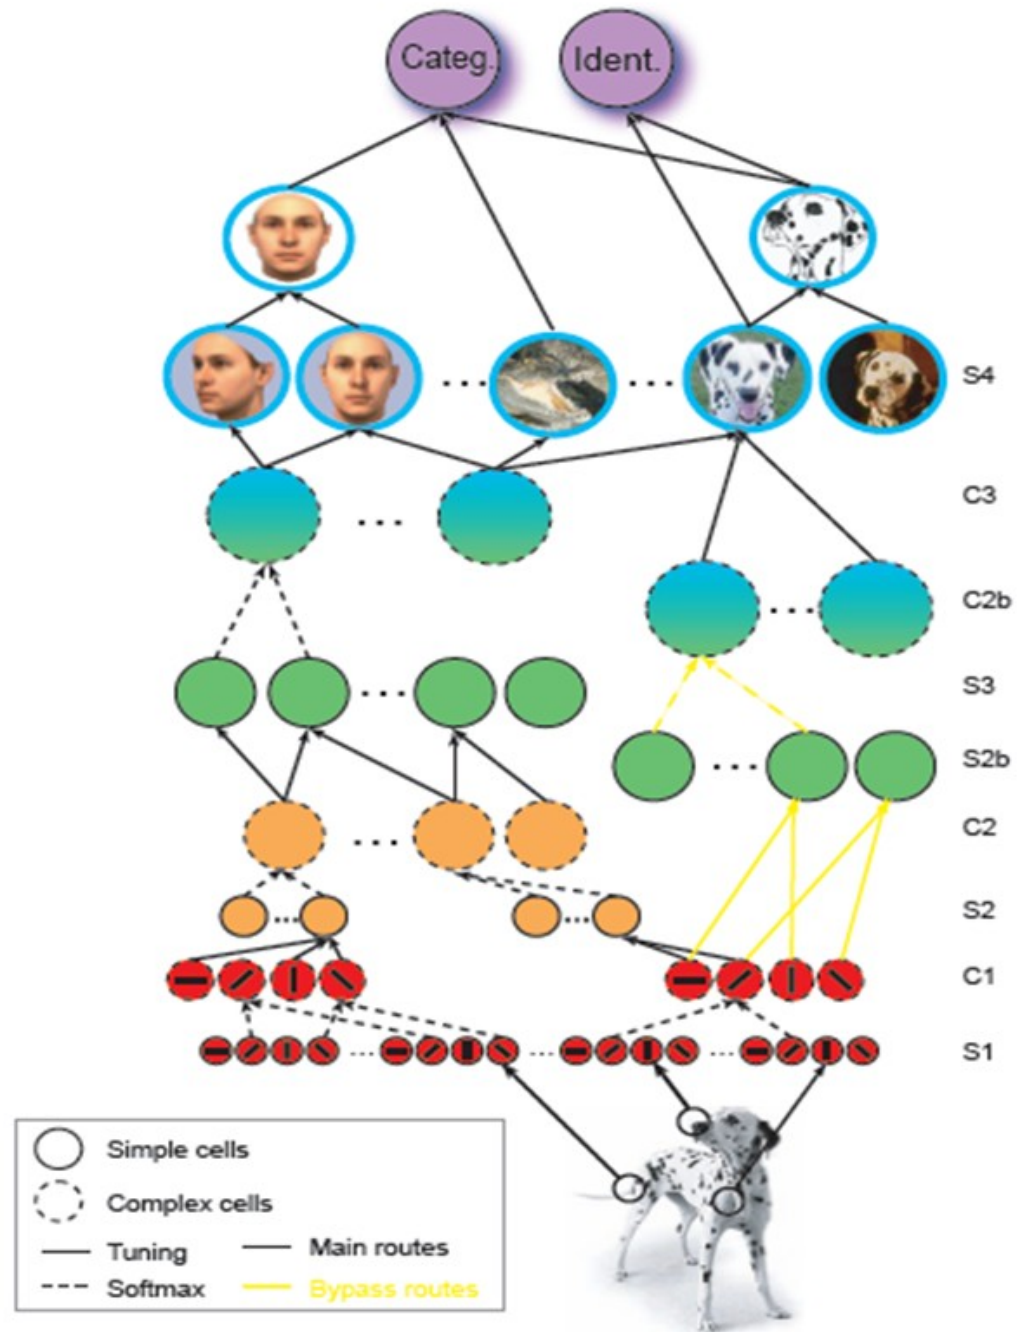 Categ.
Ident.
S4
C3
C2b
S3
S2b
C2
S2
C1
S1
Simple cells
Complex cells
Tuning
Main routes
Softmax
Bypass routes